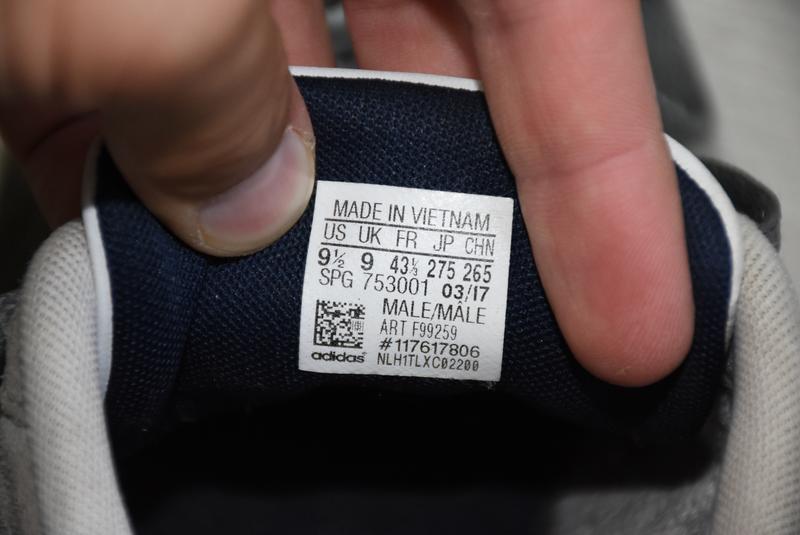 MADE IN VIETNAM
US UK FR JP CHN
9½ 9 43⅓ 275 265
SPG 753001 03/17
MALE/MÂLE
ART F99259
#117617806
adidas NLH1TLXC02200